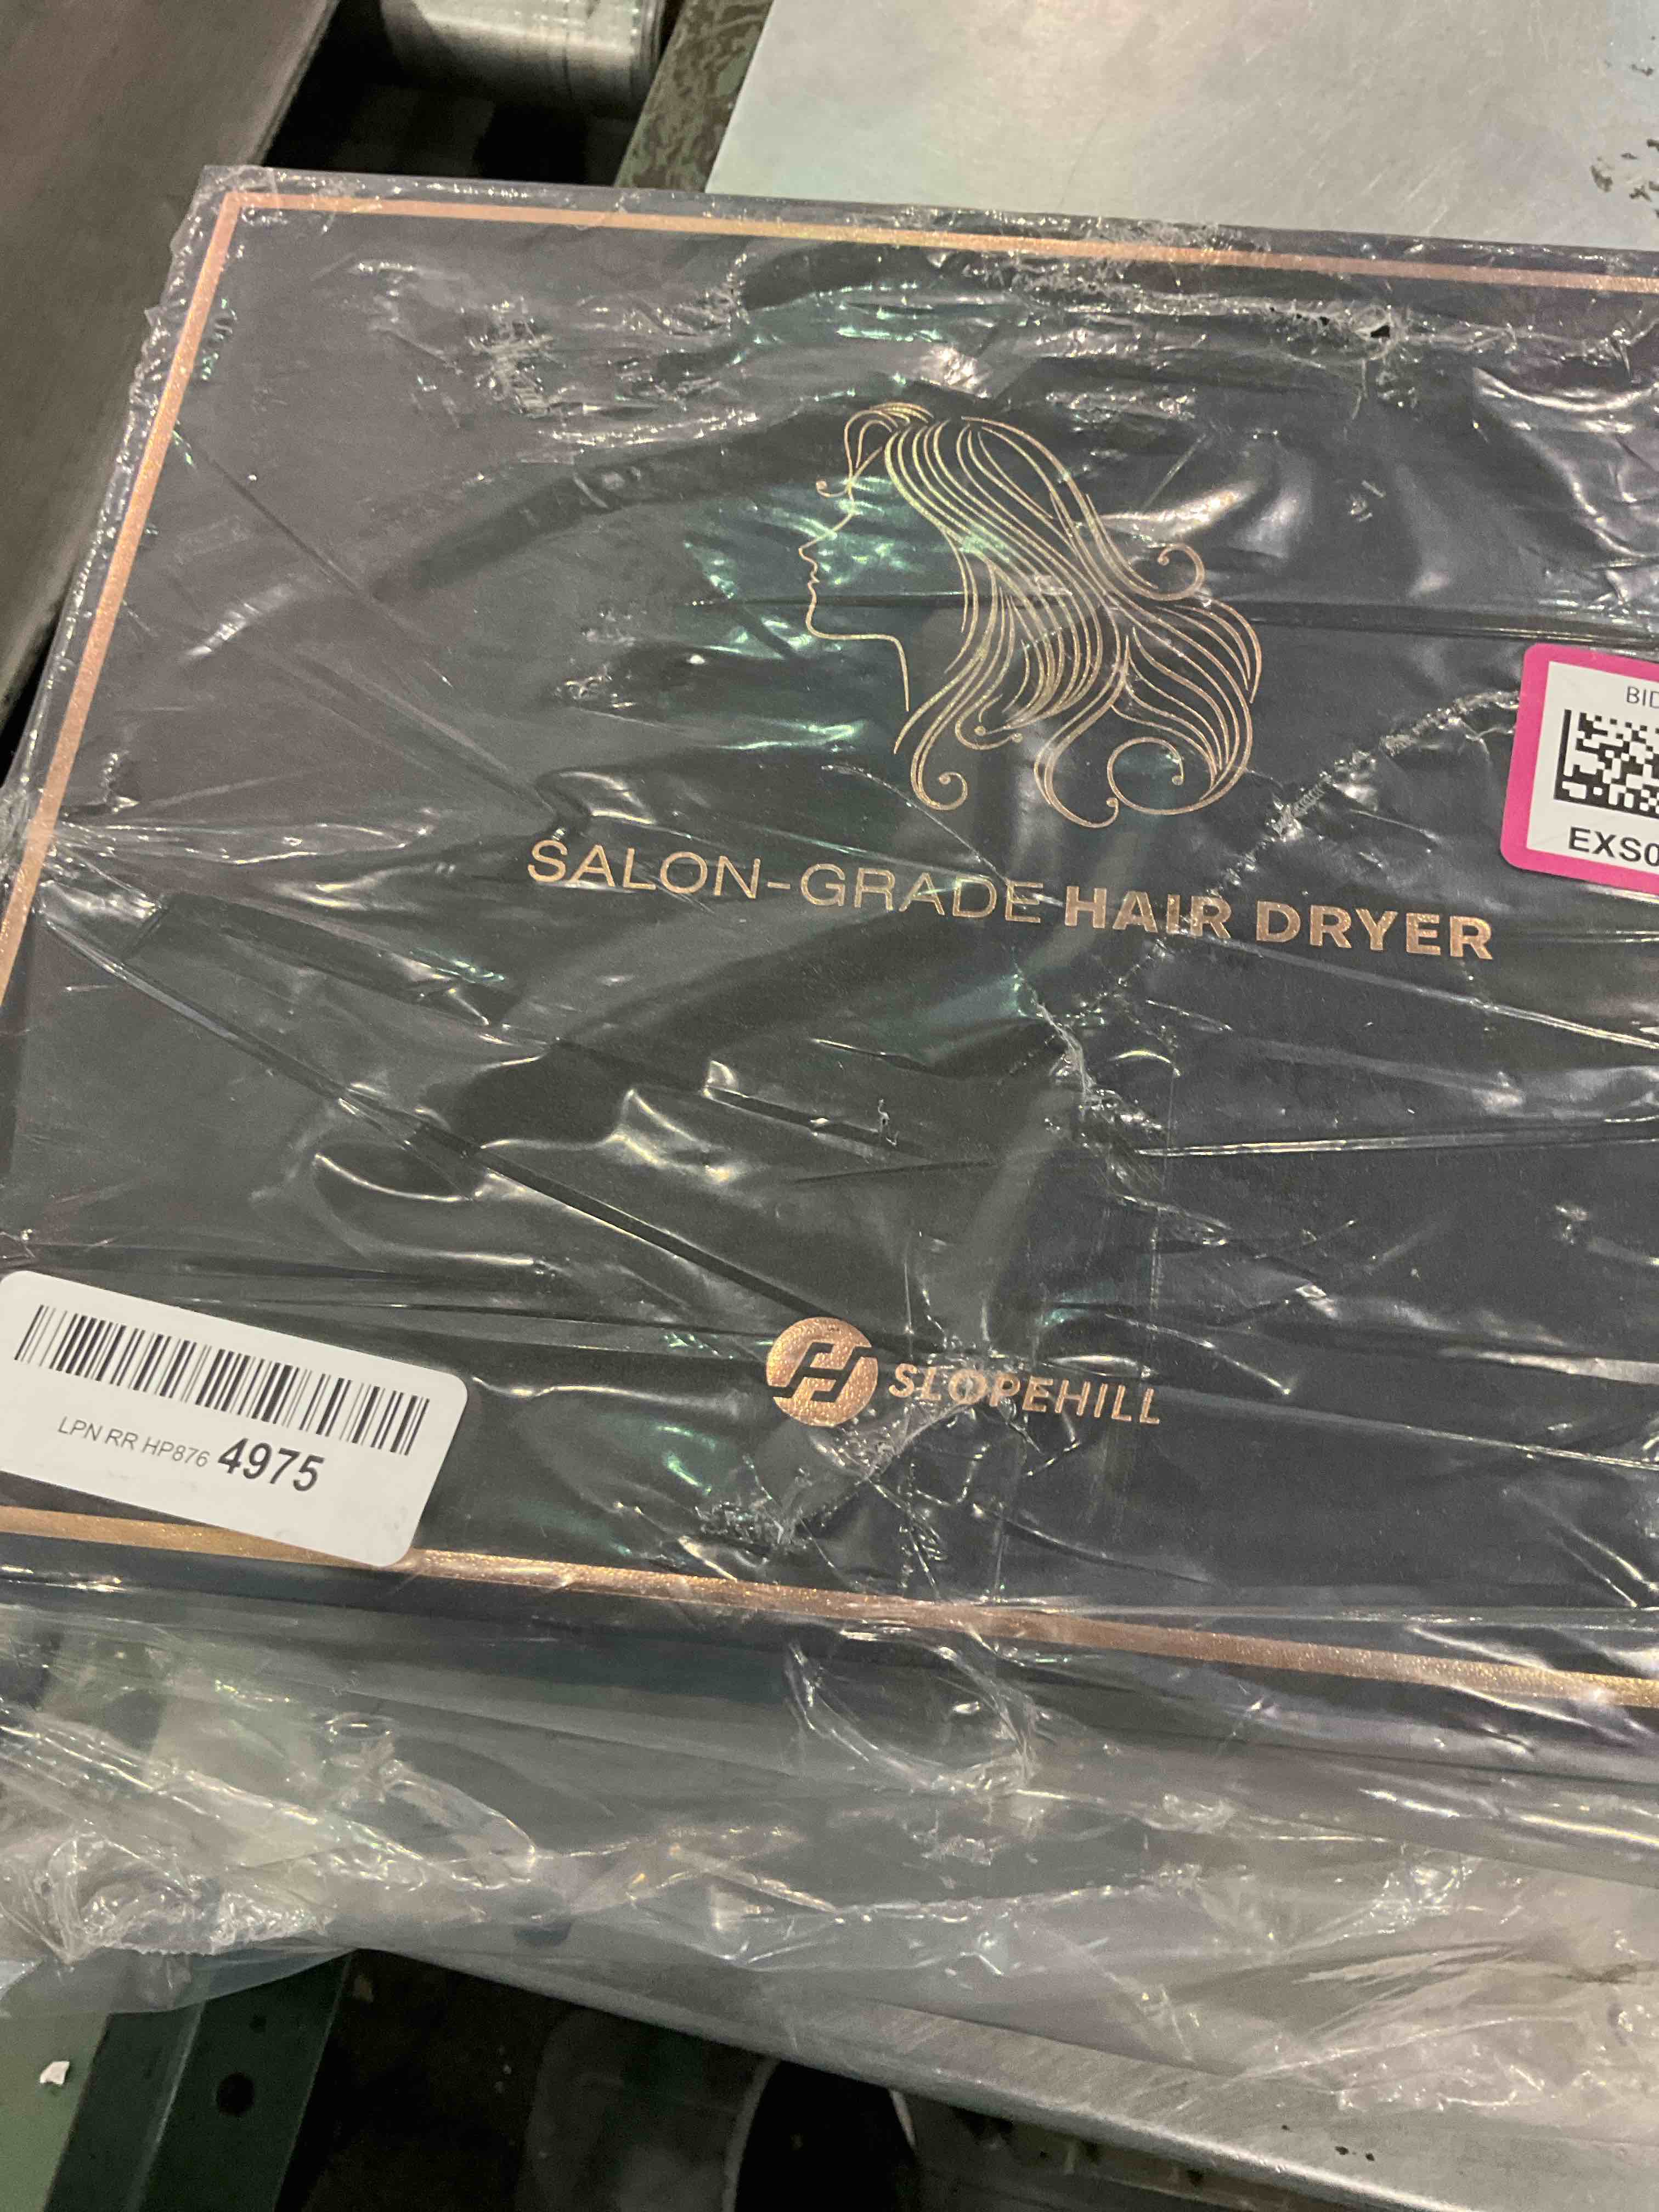 BID
EXS0
SALON-GRADE HAIR DRYER
SLOPEHILL
LPN RR HP876 4975